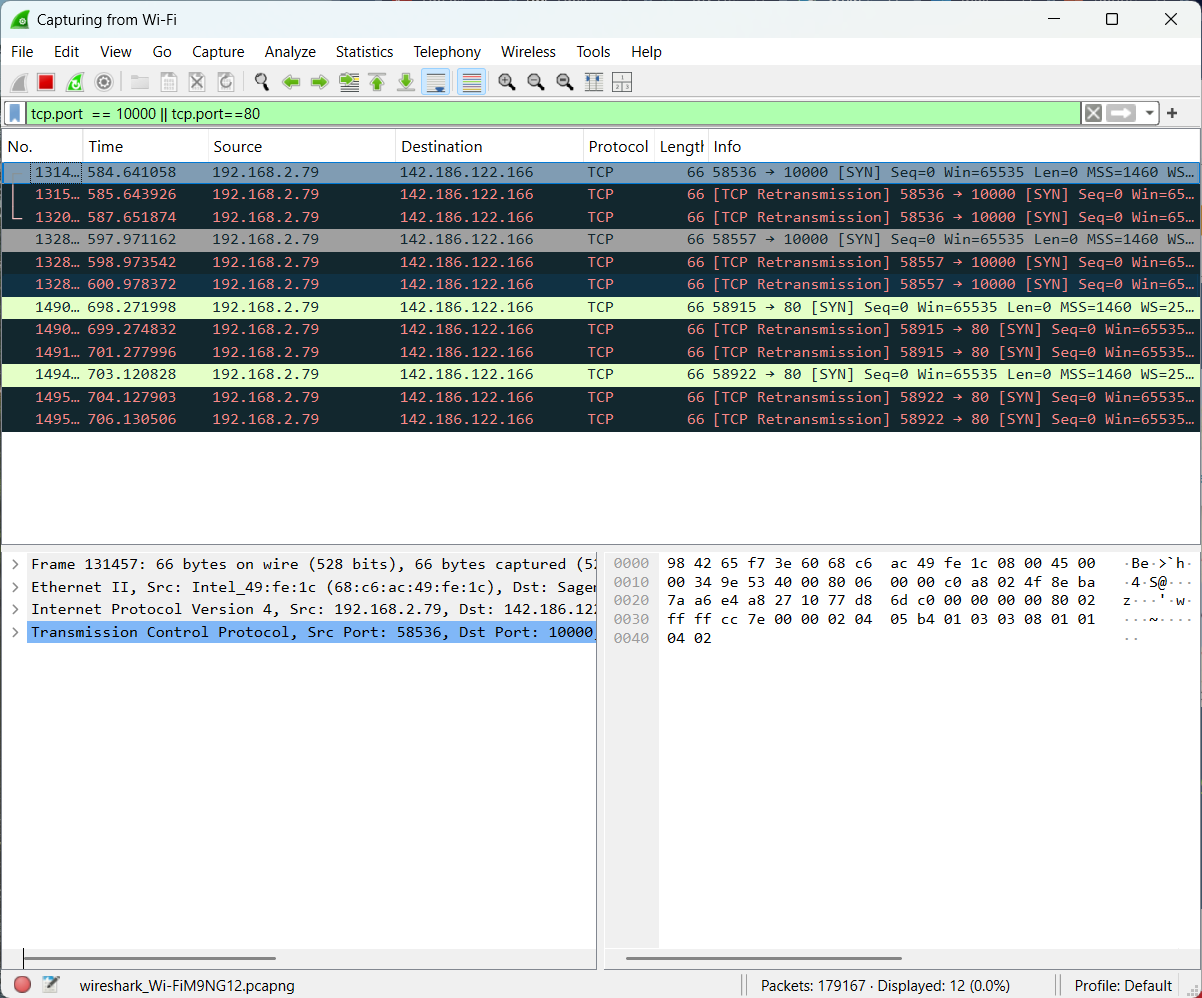 Capturing from Wi-Fi
File Edit View Go Capture Analyze Statistics Telephony Wireless Tools Help
tcp.port == 10000 || tcp.port==80
No. Time Source Destination Protocol Length Info
1314… 584.641058 192.168.2.79 142.186.122.166 TCP 66 58536 → 10000 [SYN] Seq=0 Win=65535 Len=0 MSS=1460 WS…
1315… 585.643926 192.168.2.79 142.186.122.166 TCP 66 [TCP Retransmission] 58536 → 10000 [SYN] Seq=0 Win=65…
1320… 587.651874 192.168.2.79 142.186.122.166 TCP 66 [TCP Retransmission] 58536 → 10000 [SYN] Seq=0 Win=65…
1328… 597.971162 192.168.2.79 142.186.122.166 TCP 66 58557 → 10000 [SYN] Seq=0 Win=65535 Len=0 MSS=1460 WS…
1328… 598.973542 192.168.2.79 142.186.122.166 TCP 66 [TCP Retransmission] 58557 → 10000 [SYN] Seq=0 Win=65…
1328… 600.978372 192.168.2.79 142.186.122.166 TCP 66 [TCP Retransmission] 58557 → 10000 [SYN] Seq=0 Win=65…
1490… 698.271998 192.168.2.79 142.186.122.166 TCP 66 58915 → 80 [SYN] Seq=0 Win=65535 Len=0 MSS=1460 WS=25…
1490… 699.274832 192.168.2.79 142.186.122.166 TCP 66 [TCP Retransmission] 58915 → 80 [SYN] Seq=0 Win=65535…
1491… 701.277996 192.168.2.79 142.186.122.166 TCP 66 [TCP Retransmission] 58915 → 80 [SYN] Seq=0 Win=65535…
1494… 703.120828 192.168.2.79 142.186.122.166 TCP 66 58922 → 80 [SYN] Seq=0 Win=65535 Len=0 MSS=1460 WS=25…
1495… 704.127903 192.168.2.79 142.186.122.166 TCP 66 [TCP Retransmission] 58922 → 80 [SYN] Seq=0 Win=65535…
1495… 706.130506 192.168.2.79 142.186.122.166 TCP 66 [TCP Retransmission] 58922 → 80 [SYN] Seq=0 Win=65535…
Frame 131457: 66 bytes on wire (528 bits), 66 bytes captured (52
Ethernet II, Src: Intel_49:fe:1c (68:c6:ac:49:fe:1c), Dst: Sagem
Internet Protocol Version 4, Src: 192.168.2.79, Dst: 142.186.122
Transmission Control Protocol, Src Port: 58536, Dst Port: 10000,
0000 98 42 65 f7 3e 60 68 c6 ac 49 fe 1c 08 00 45 00 ·Be·>`h·
0010 00 34 9e 53 40 00 80 06 00 00 c0 a8 02 4f 8e ba ·4·S@···
0020 7a a6 e4 a8 27 10 77 d8 6d c0 00 00 00 00 80 02 z···'·w·
0030 ff ff cc 7e 00 00 02 04 05 b4 01 03 03 08 01 01 ···~····
0040 04 02 ··
wireshark_Wi-FiM9NG12.pcapng
Packets: 179167 · Displayed: 12 (0.0%)
Profile: Default